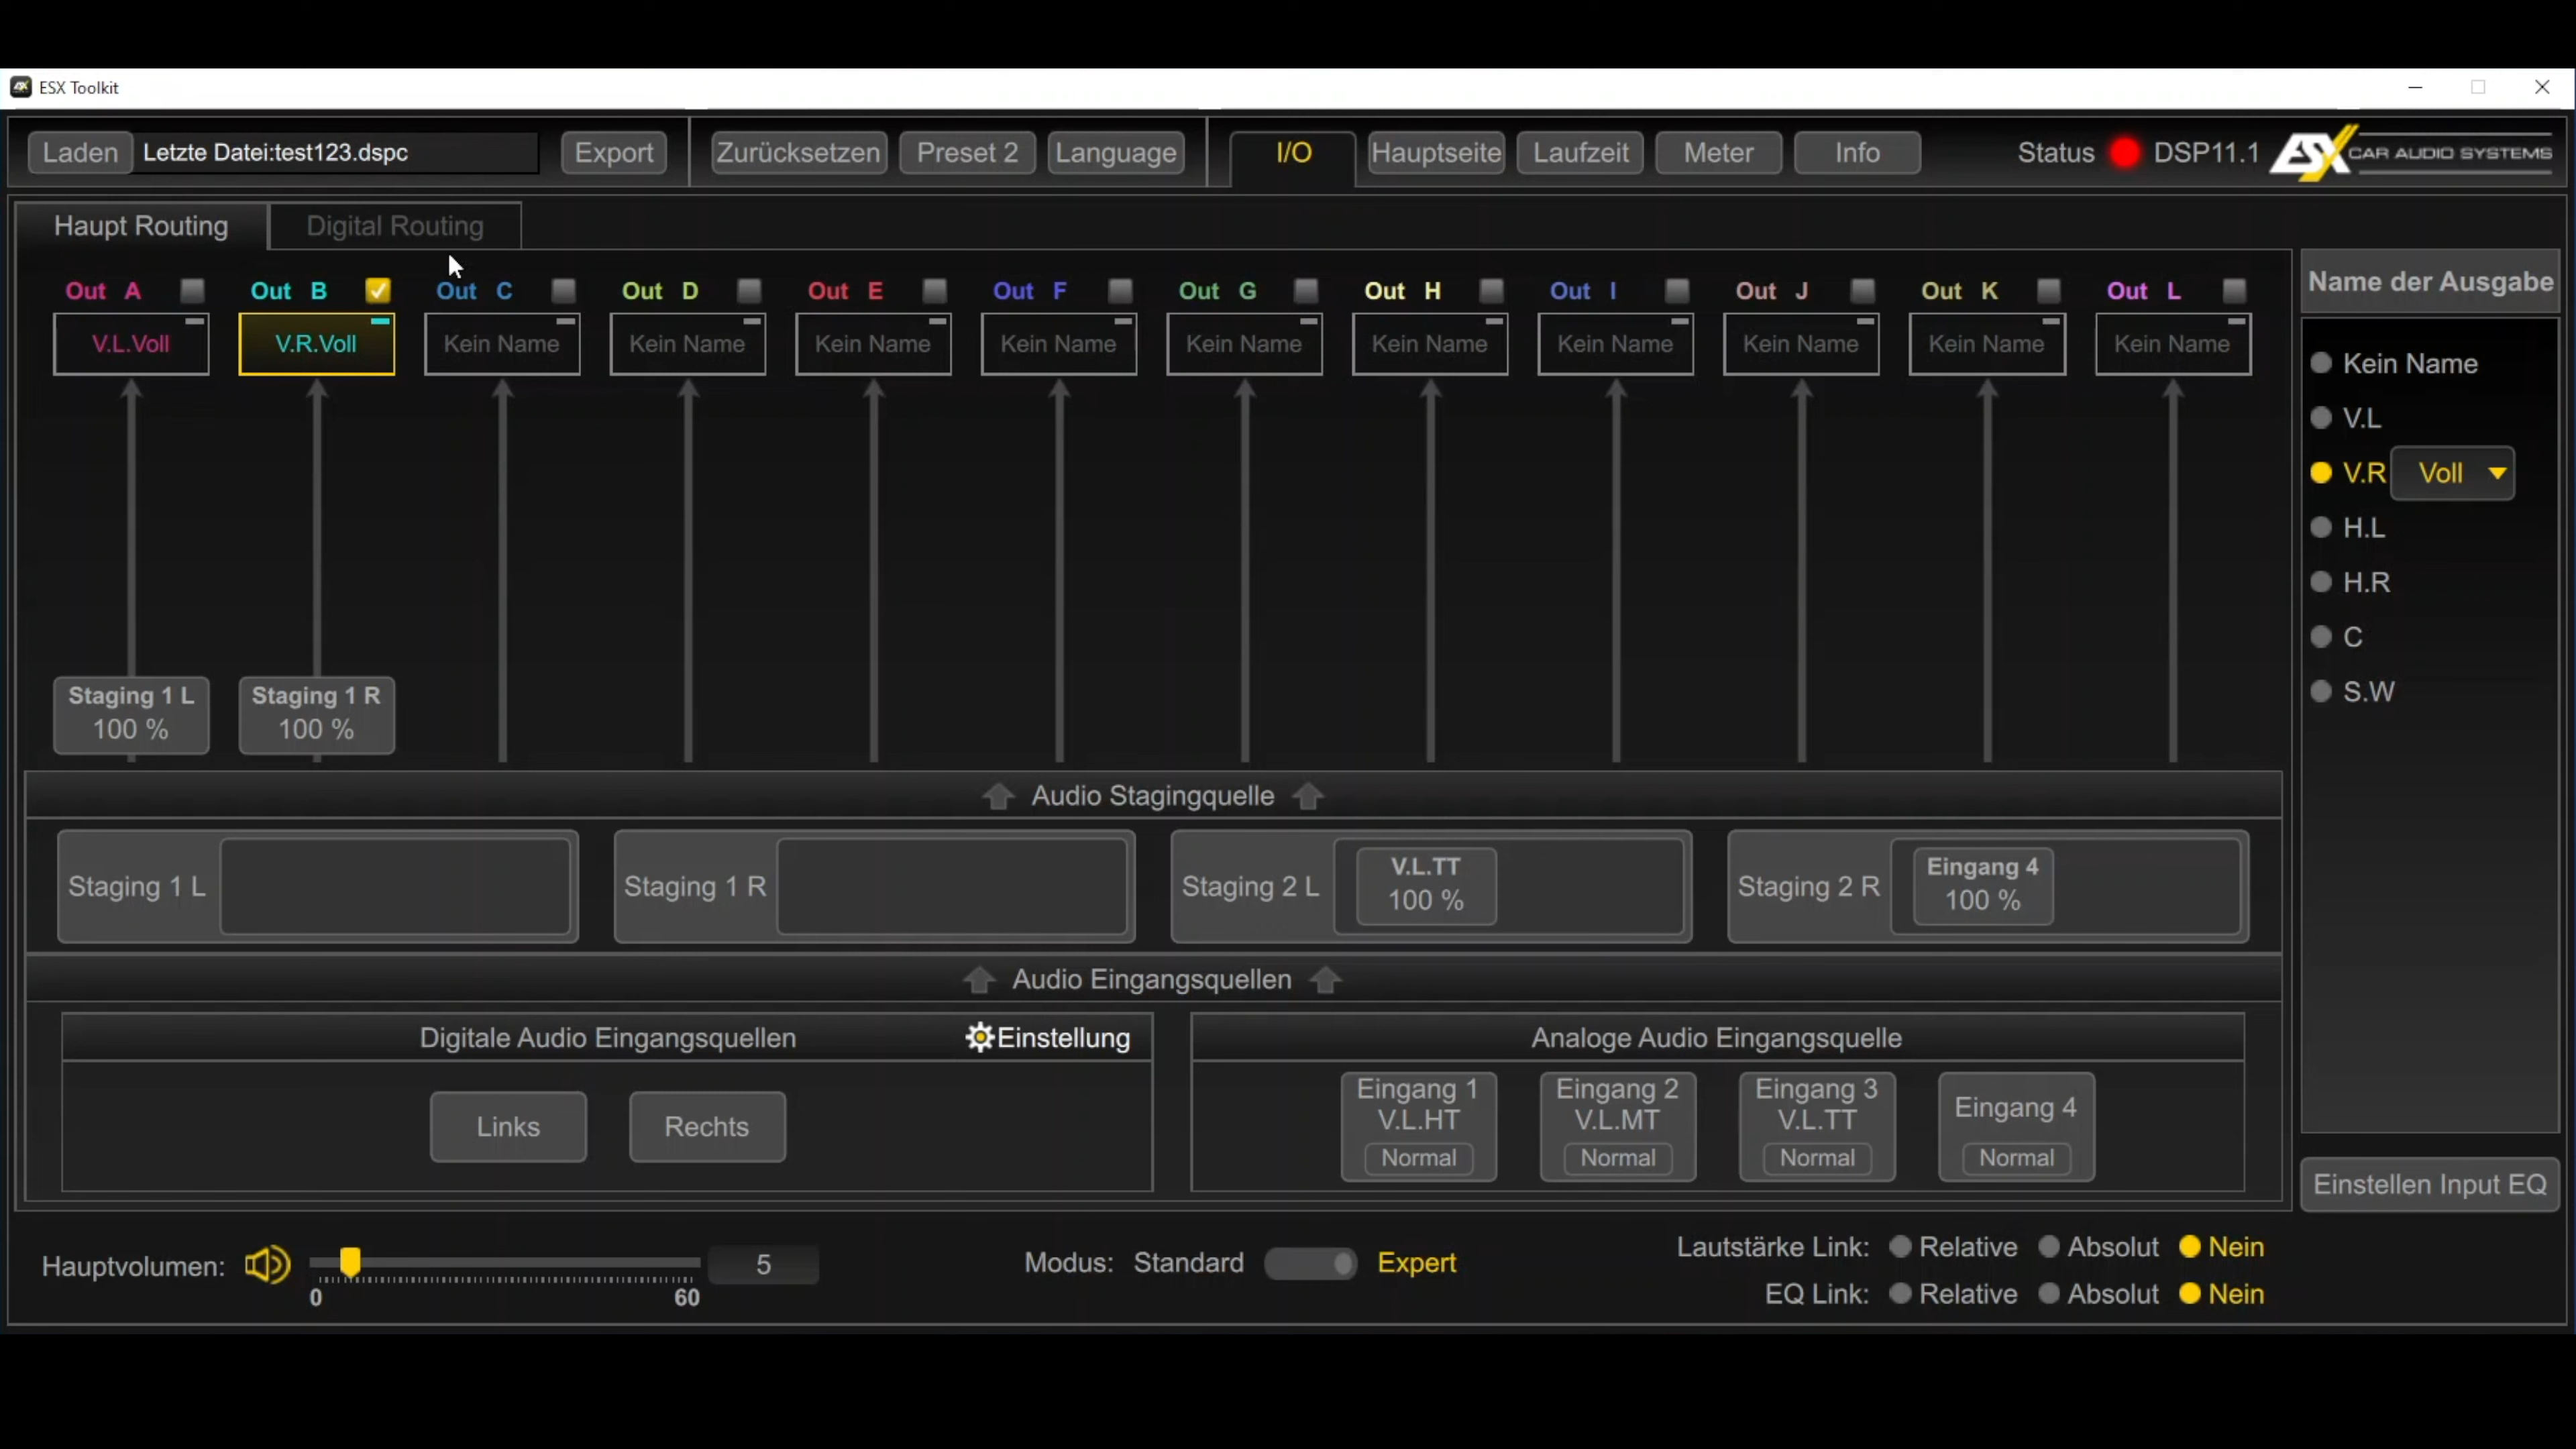 ESX Toolkit
Laden Letzte Datei:test123.dspc Export Zurücksetzen Preset 2 Language I/O Hauptseite Laufzeit Meter Info Status DSP11.1 ESX CAR AUDIO SYSTEMS
Haupt Routing Digital Routing
Out A Out B Out C Out D Out E Out F Out G Out H Out I Out J Out K Out L
V.L.Voll V.R.Voll Kein Name Kein Name Kein Name Kein Name Kein Name Kein Name Kein Name Kein Name Kein Name Kein Name
Name der Ausgabe
Kein Name
V.L
V.R Voll
H.L
H.R
C
S.W
Staging 1 L Staging 1 R
100 % 100 %
Audio Stagingquelle
Staging 1 L Staging 1 R Staging 2 L V.L.TT 100 % Staging 2 R Eingang 4 100 %
Audio Eingangsquellen
Digitale Audio Eingangsquellen Einstellung Analoge Audio Eingangsquelle
Links Rechts
Eingang 1 Eingang 2 Eingang 3 Eingang 4
V.L.HT V.L.MT V.L.TT
Normal Normal Normal Normal
Einstellen Input EQ
Hauptvolumen: 5 Modus: Standard Expert Lautstärke Link: Relative Absolut Nein
0 60 EQ Link: Relative Absolut Nein